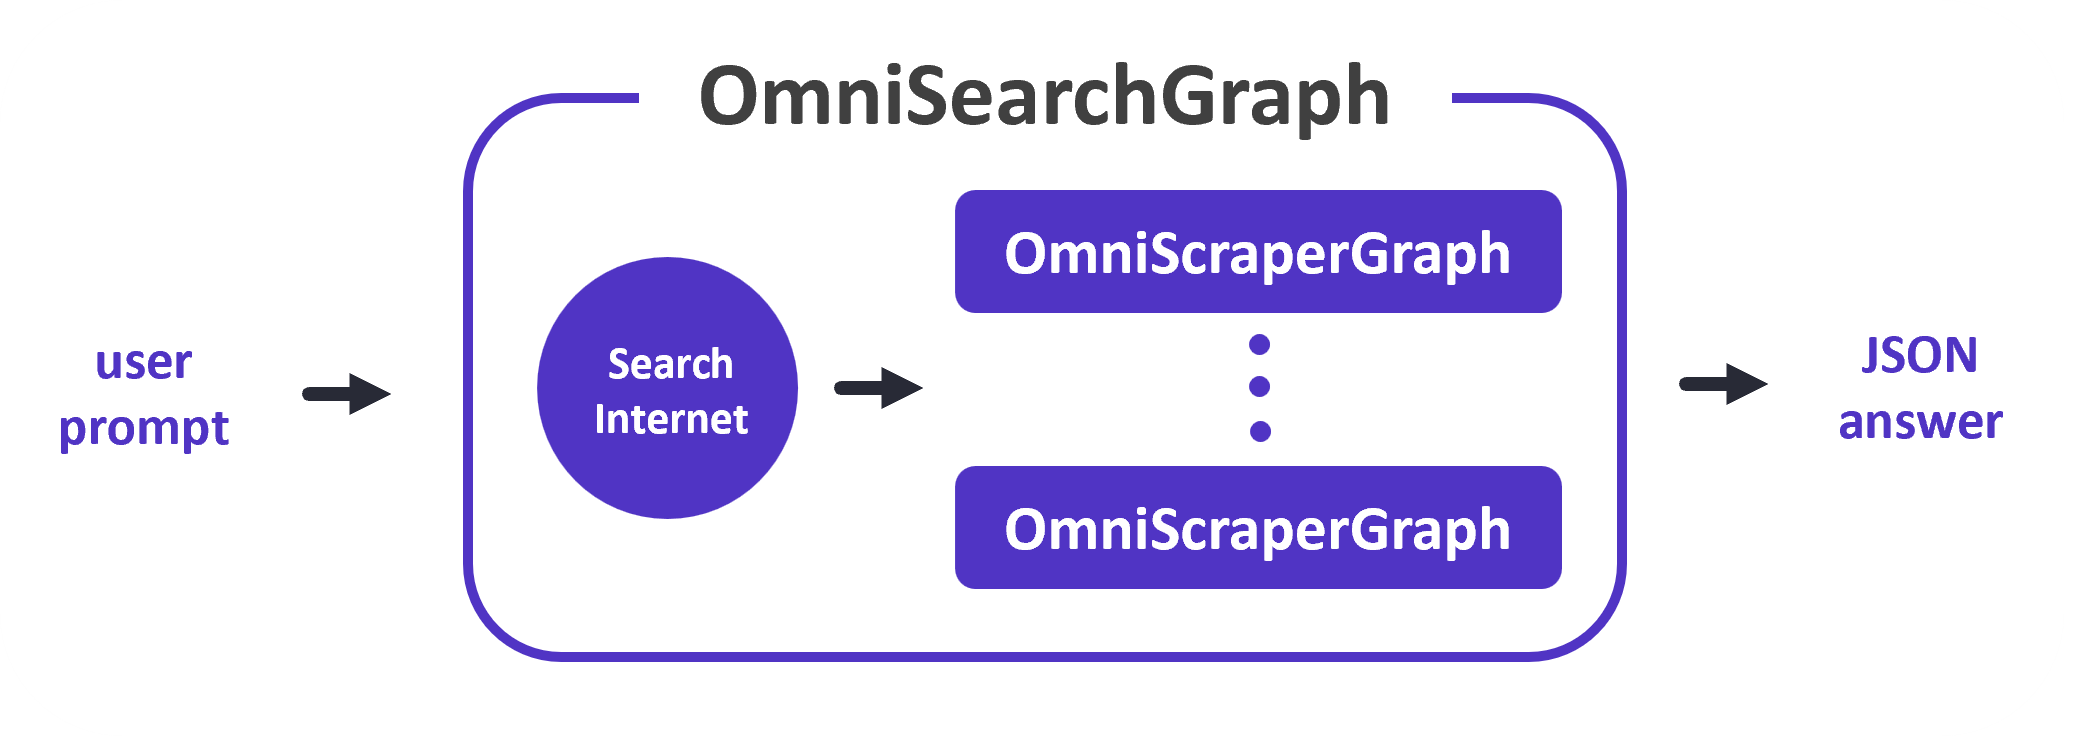 OmniSearchGraph
user
prompt
Search
Internet
OmniScraperGraph
OmniScraperGraph
JSON
answer